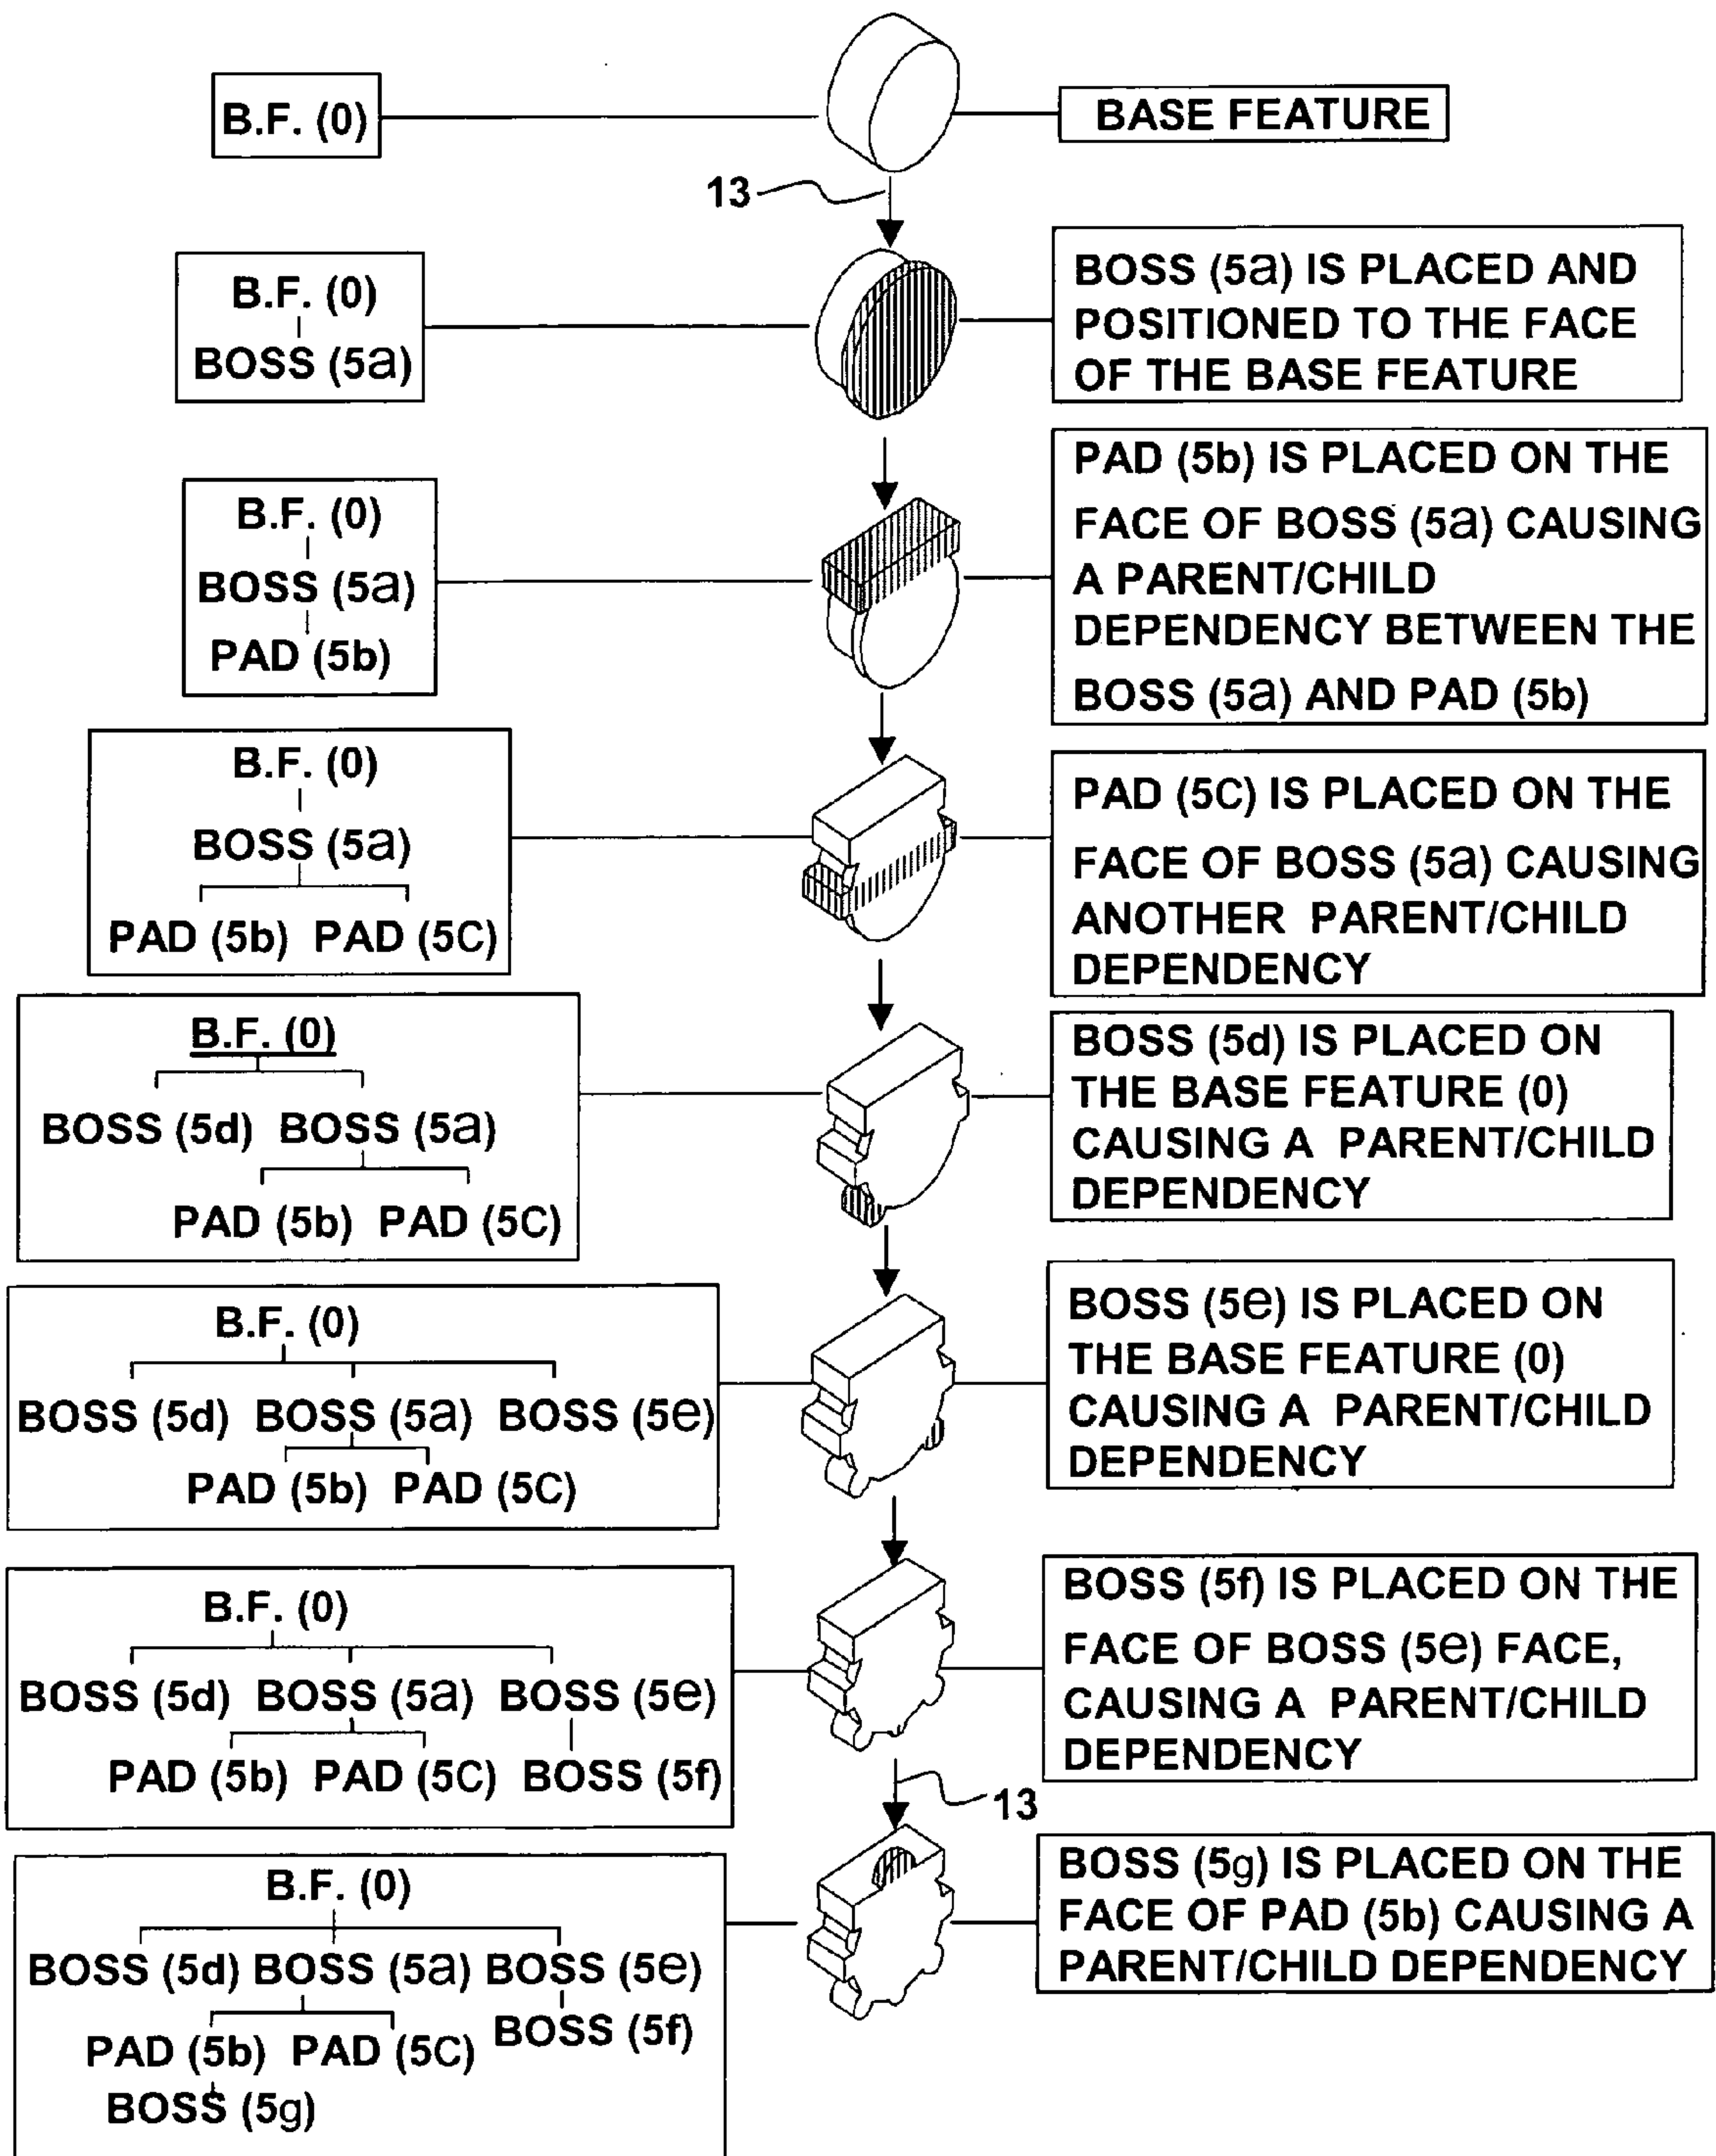 B.F. (0)
BASE FEATURE
13
B.F. (0)
BOSS (5a)
BOSS (5a) IS PLACED AND
POSITIONED TO THE FACE
OF THE BASE FEATURE
B.F. (0)
BOSS (5a)
PAD (5b)
PAD (5b) IS PLACED ON THE
FACE OF BOSS (5a) CAUSING
A PARENT/CHILD
DEPENDENCY BETWEEN THE
BOSS (5a) AND PAD (5b)
B.F. (0)
BOSS (5a)
PAD (5b) PAD (5C)
PAD (5C) IS PLACED ON THE
FACE OF BOSS (5a) CAUSING
ANOTHER PARENT/CHILD
DEPENDENCY
B.F. (0)
BOSS (5d) BOSS (5a)
PAD (5b) PAD (5C)
BOSS (5d) IS PLACED ON
THE BASE FEATURE (0)
CAUSING A PARENT/CHILD
DEPENDENCY
B.F. (0)
BOSS (5d) BOSS (5a) BOSS (5e)
PAD (5b) PAD (5C)
BOSS (5e) IS PLACED ON
THE BASE FEATURE (0)
CAUSING A PARENT/CHILD
DEPENDENCY
B.F. (0)
BOSS (5d) BOSS (5a) BOSS (5e)
PAD (5b) PAD (5C) BOSS (5f)
BOSS (5f) IS PLACED ON THE
FACE OF BOSS (5e) FACE,
CAUSING A PARENT/CHILD
DEPENDENCY
13
B.F. (0)
BOSS (5d) BOSS (5a) BOSS (5e)
BOSS (5f)
PAD (5b) PAD (5C)
BOSS (5g)
BOSS (5g) IS PLACED ON THE
FACE OF PAD (5b) CAUSING A
PARENT/CHILD DEPENDENCY